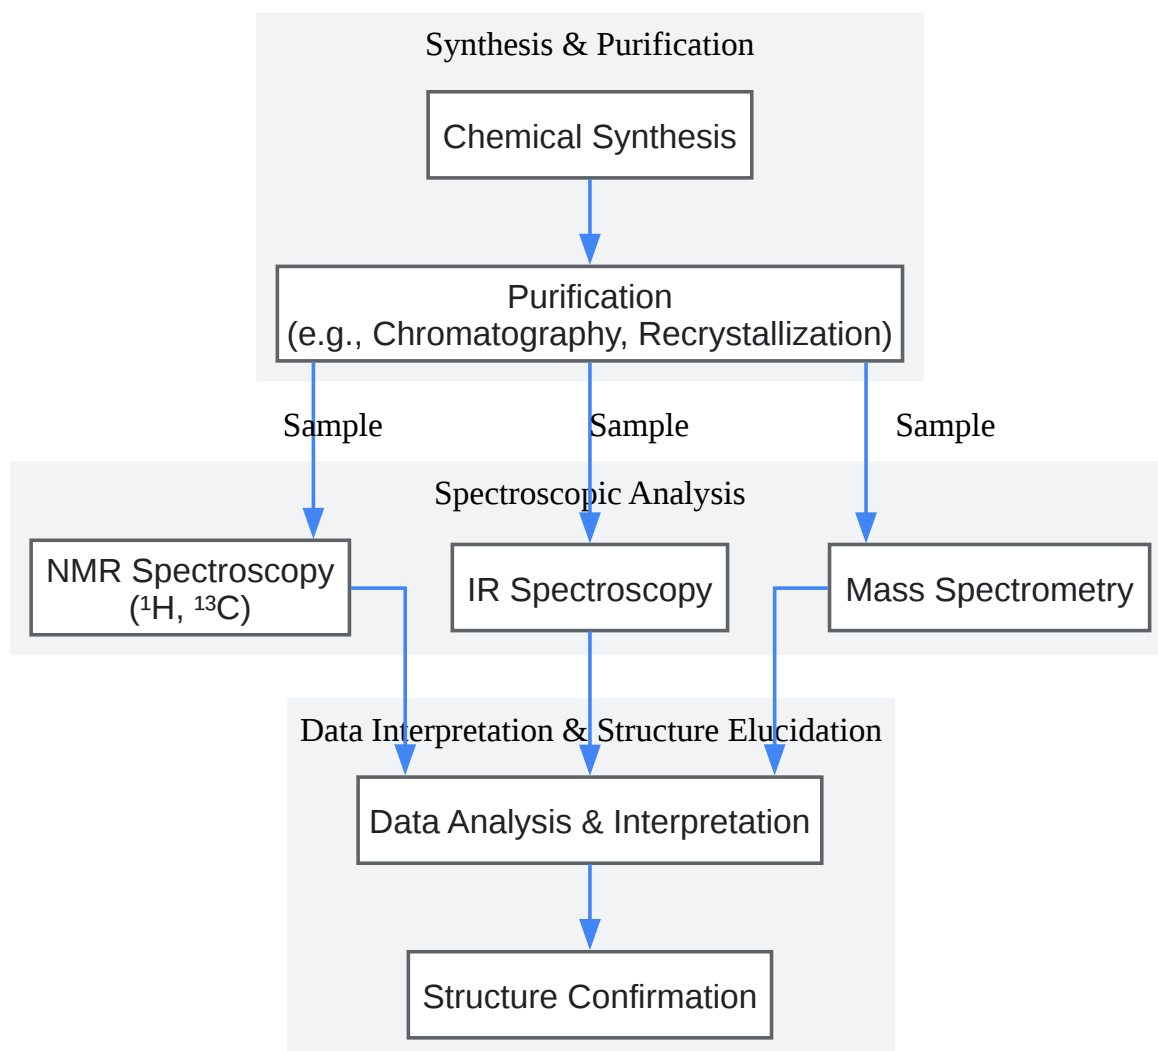 Synthesis & Purification
Chemical Synthesis
Purification
(e.g., Chromatography, Recrystallization)
Sample
Sample
Sample
Spectroscopic Analysis
NMR Spectroscopy
(¹H, ¹³C)
IR Spectroscopy
Mass Spectrometry
Data Interpretation & Structure Elucidation
Data Analysis & Interpretation
Structure Confirmation